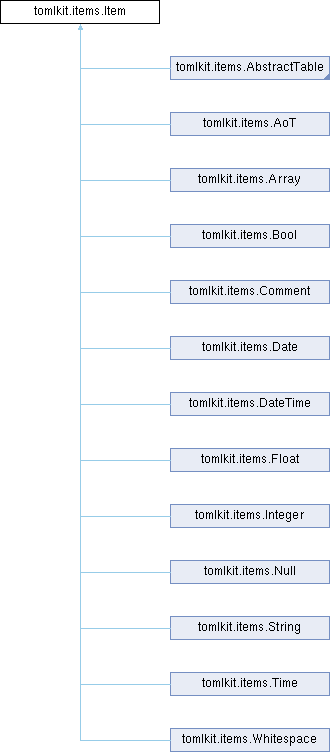 tomlkit.items.Item
tomlkit.items.AbstractTable
tomlkit.items.AoT
tomlkit.items.Array
tomlkit.items.Bool
tomlkit.items.Comment
tomlkit.items.Date
tomlkit.items.DateTime
tomlkit.items.Float
tomlkit.items.Integer
tomlkit.items.Null
tomlkit.items.String
tomlkit.items.Time
tomlkit.items.Whitespace